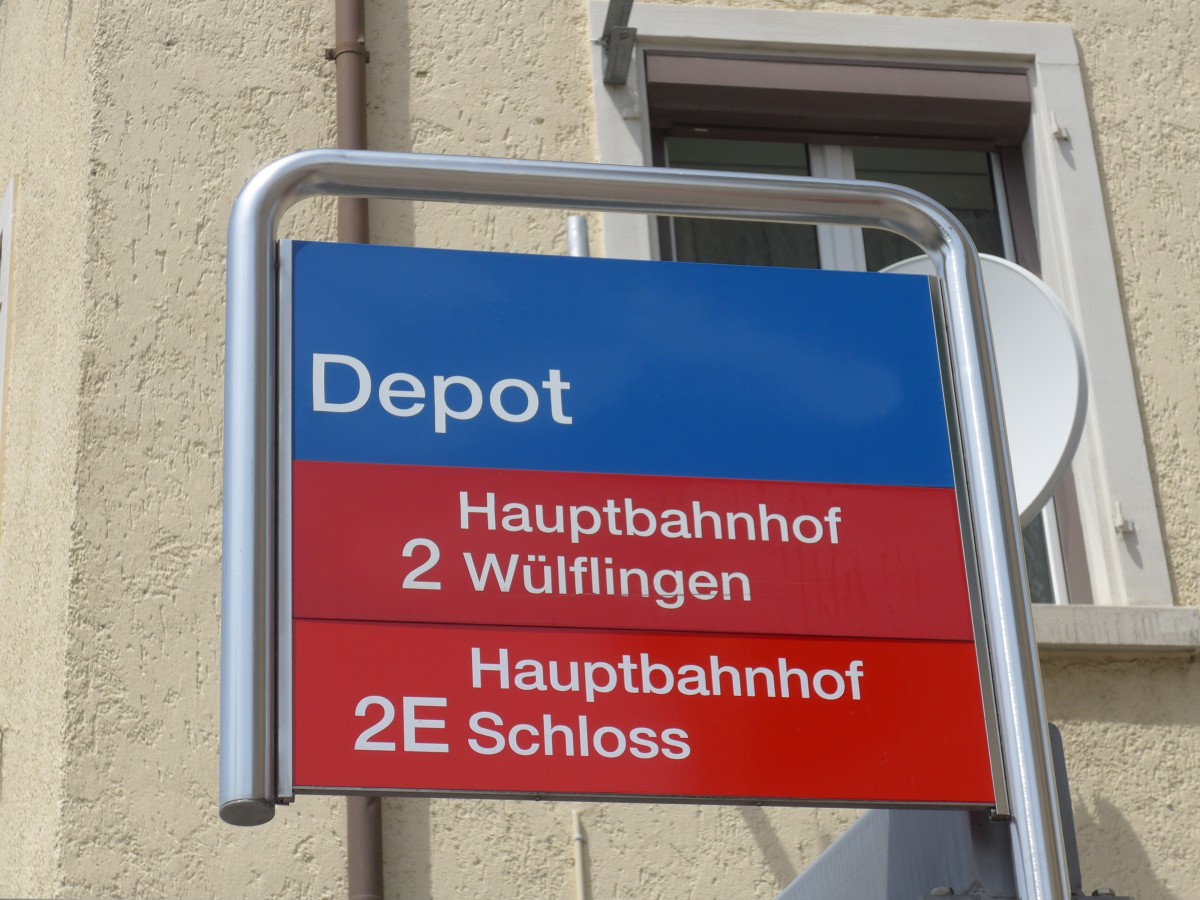 Depot
Hauptbahnhof
2 Wülflingen
Hauptbahnhof
2E Schloss